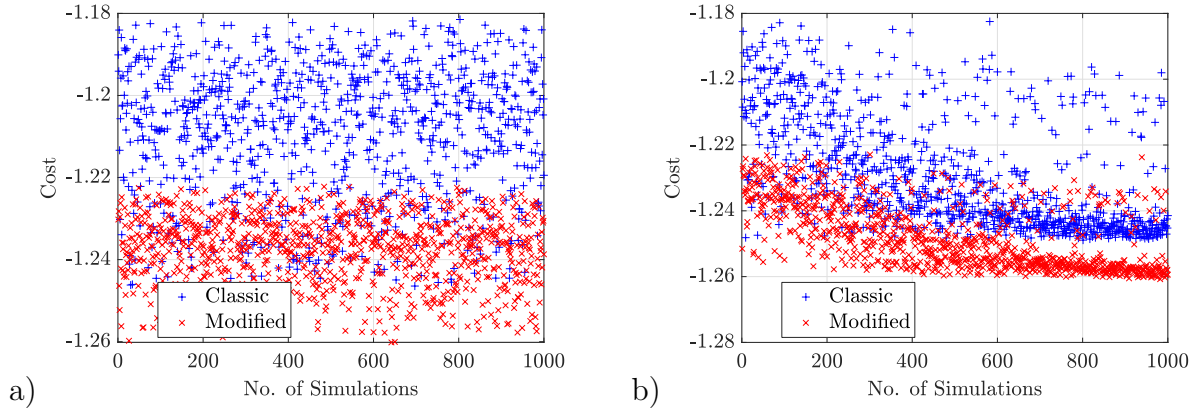 -1.18
-1.2
-1.22
-1.24
-1.26
Cost
0 200 400 600 800 1000
No. of Simulations
Classic
Modified
a)
-1.18
-1.2
-1.22
-1.24
-1.26
-1.28
Cost
0 200 400 600 800 1000
No. of Simulations
Classic
Modified
b)